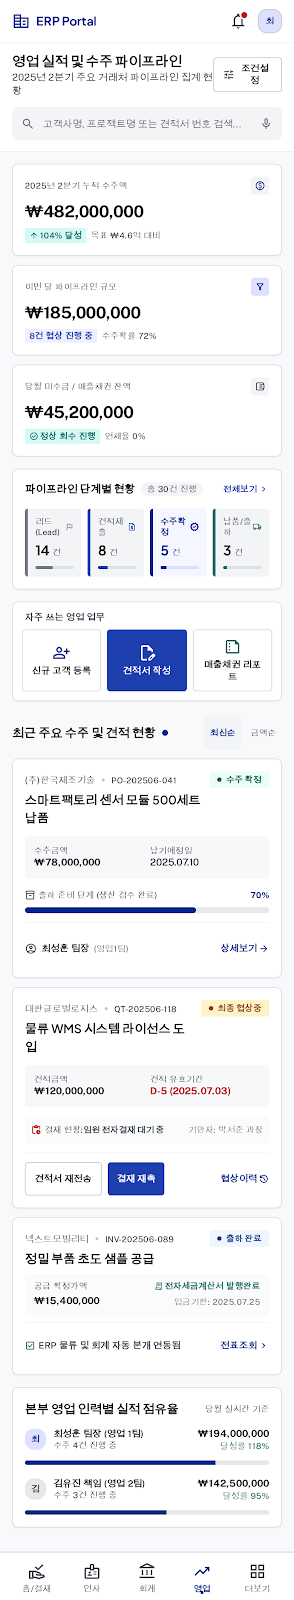 ERP Portal
최
영업 실적 및 수주 파이프라인
2025년 2분기 주요 거래처 파이프라인 집계 현
황
조건설
정
고객사명, 프로젝트명 또는 견적서 번호 검색...
2025년 2분기 누적 수주액
₩482,000,000
↑ 104% 달성 목표 ₩4.6억 대비
이번 달 파이프라인 규모
₩185,000,000
8건 협상 진행 중 수주확률 72%
당월 미수금 / 매출채권 잔액
₩45,200,000
정상 회수 진행 연체율 0%
파이프라인 단계별 현황 총 30건 진행 전체보기 >
리드
(Lead)
14 건
견적제
출
8 건
수주확
정
5 건
납품/출
하
3 건
자주 쓰는 영업 업무
신규 고객 등록
견적서 작성
매출채권 리포
트
최근 주요 수주 및 견적 현황 최신순 금액순
(주)한국제조기술 • PO-202506-041 • 수주 확정
스마트팩토리 센서 모듈 500세트
납품
수주금액 납기예정일
₩78,000,000 2025.07.10
출하 준비 단계 (생산 검수 완료) 70%
최성훈 팀장 (영업1팀) 상세보기 →
대한글로벌로지스 • QT-202506-118 • 최종 협상중
물류 WMS 시스템 라이선스 도
입
견적금액 견적 유효기간
₩120,000,000 D-5 (2025.07.03)
결재 현황: 임원 전자결재 대기 중 기안자: 박서준 과장
견적서 재전송 결재 재촉 협상 이력
넥스트모빌리티 • INV-202506-089 • 출하 완료
정밀 부품 초도 샘플 공급
공급 확정가액 전자세금계산서 발행완료
₩15,400,000 입금기한: 2025.07.25
ERP 물류 및 회계 자동 분개 연동됨 전표조회 >
본부 영업 인력별 실적 점유율 당월 실시간 기준
최 최성훈 팀장 (영업 1팀) ₩194,000,000
수주 4건 진행 중 달성률 118%
김 김유진 책임 (영업 2팀) ₩142,500,000
수주 3건 진행 중 달성률 95%
홈/결재 인사 회계 영업 더보기